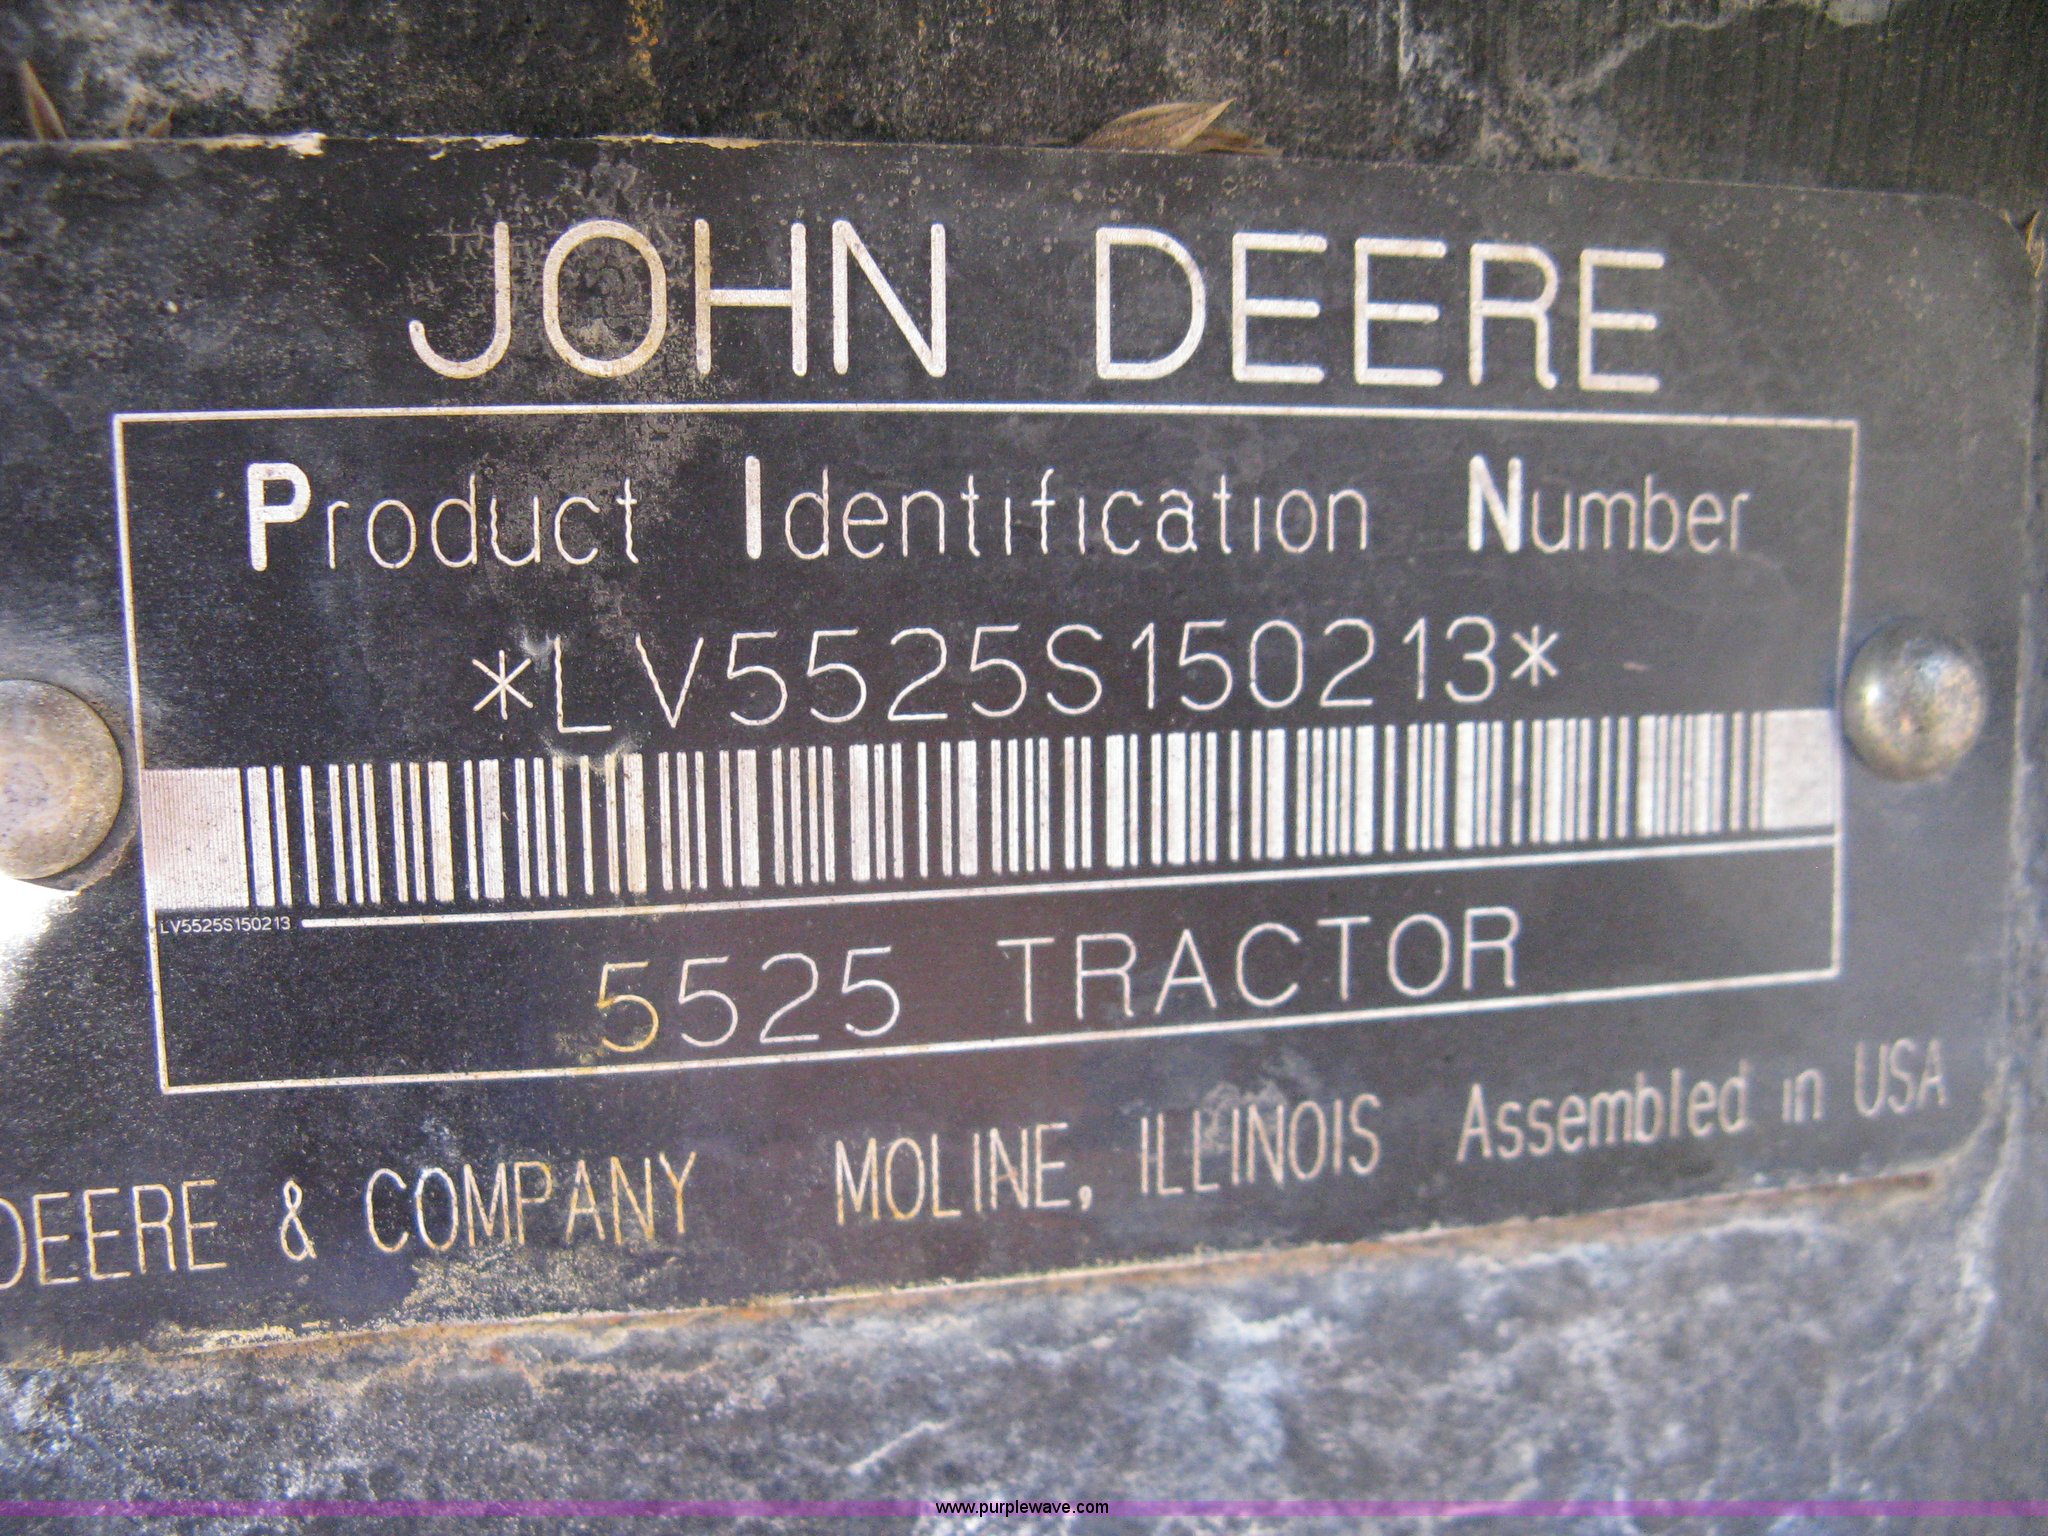 JOHN DEERE
Product Identification Number
*LV5525S150213*
LV5525S150213
5525 TRACTOR
DEERE & COMPANY MOLINE, ILLINOIS Assembled in USA
www.purplewave.com